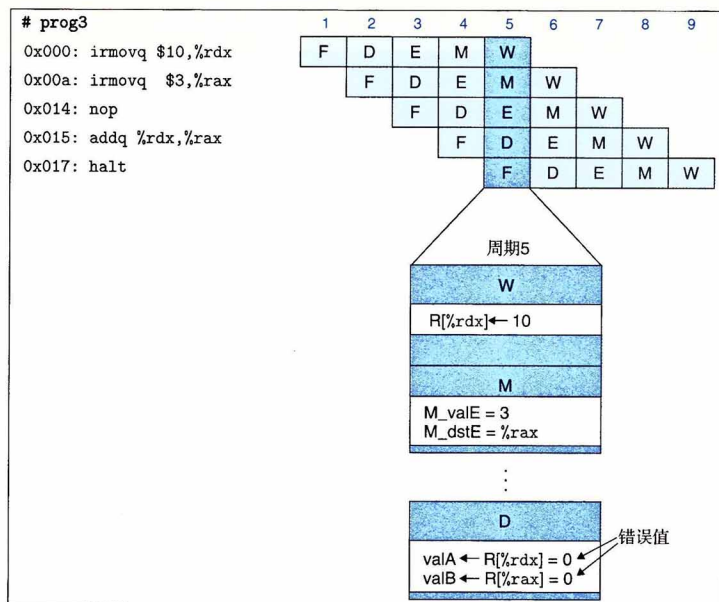 # prog3
1 2 3 4 5 6 7 8 9
0x000: irmovq $10,%rdx F D E M W
0x00a: irmovq  $3,%rax F D E M W
0x014: nop F D E M W
0x015: addq %rdx,%rax F D E M W
0x017: halt F D E M W
周期5
W
R[%rdx]← 10
M
M_valE = 3
M_dstE = %rax
⋮
D
错误值
valA ← R[%rdx] = 0
valB ← R[%rax] = 0